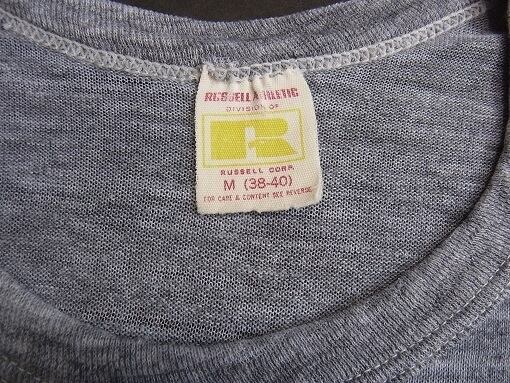 RUSSELL ATHLETIC
DIVISION OF
R
RUSSELL CORP.
M (38-40)
FOR CARE & CONTENT SEE REVERSE